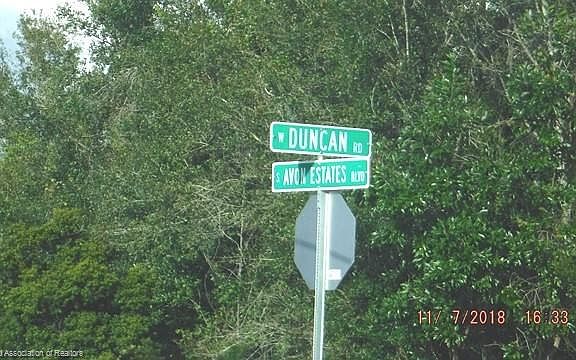 W DUNCAN RD
S AVON ESTATES BLVD
11/ 7/2018 16:33
d Association of Realtors